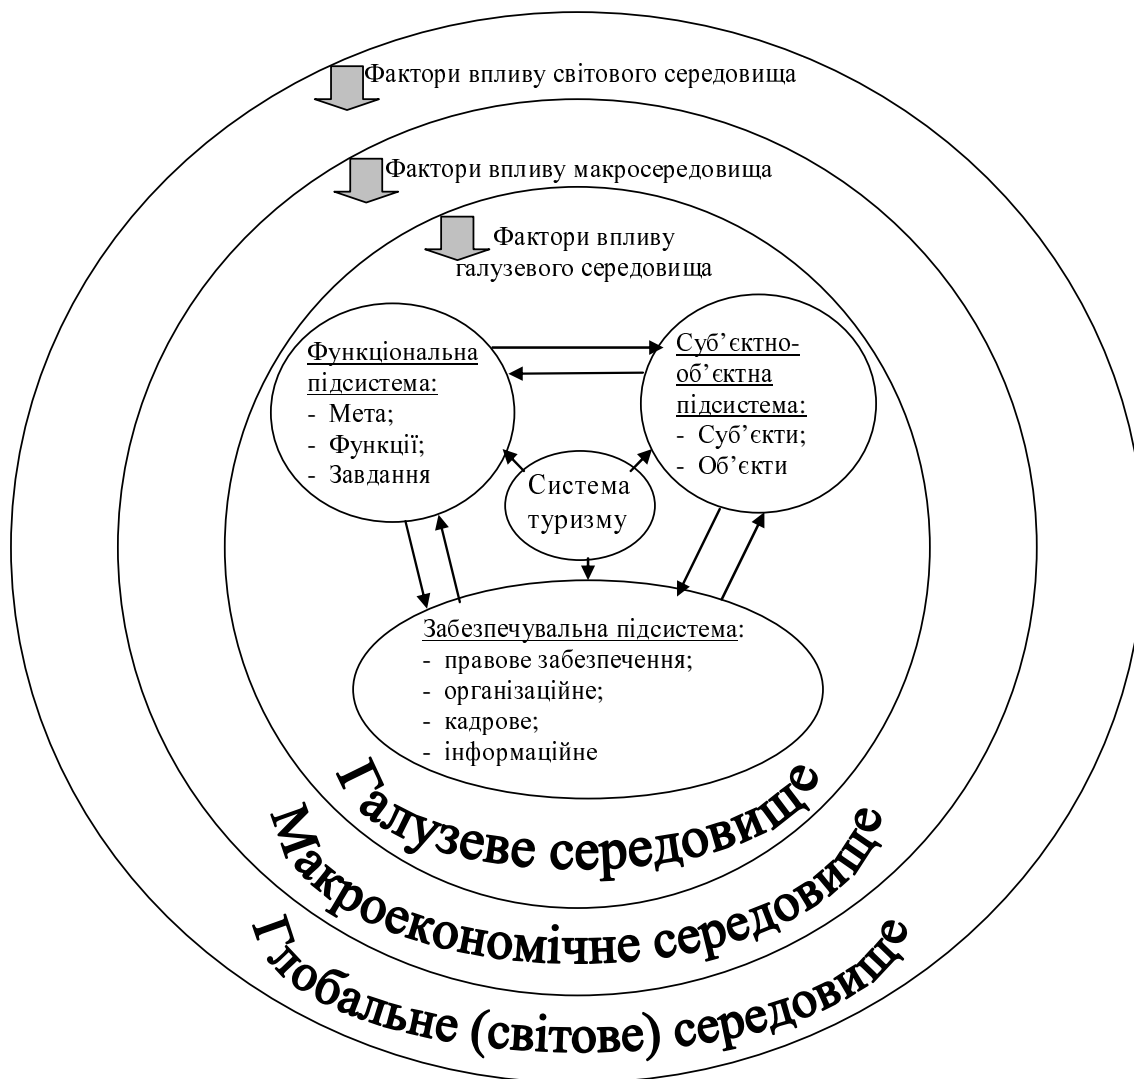 Фактори впливу світового середовища
Фактори впливу макросередовища
Фактори впливу
галузевого середовища
Функціональна
підсистема:
- Мета;
- Функції;
- Завдання
Суб’єктно-
об’єктна
підсистема:
- Суб’єкти;
- Об’єкти
Система
туризму
Забезпечувальна підсистема:
- правове забезпечення;
- організаційне;
- кадрове;
- інформаційне
Галузеве середовище
Макроекономічне середовище
Глобальне (світове) середовище